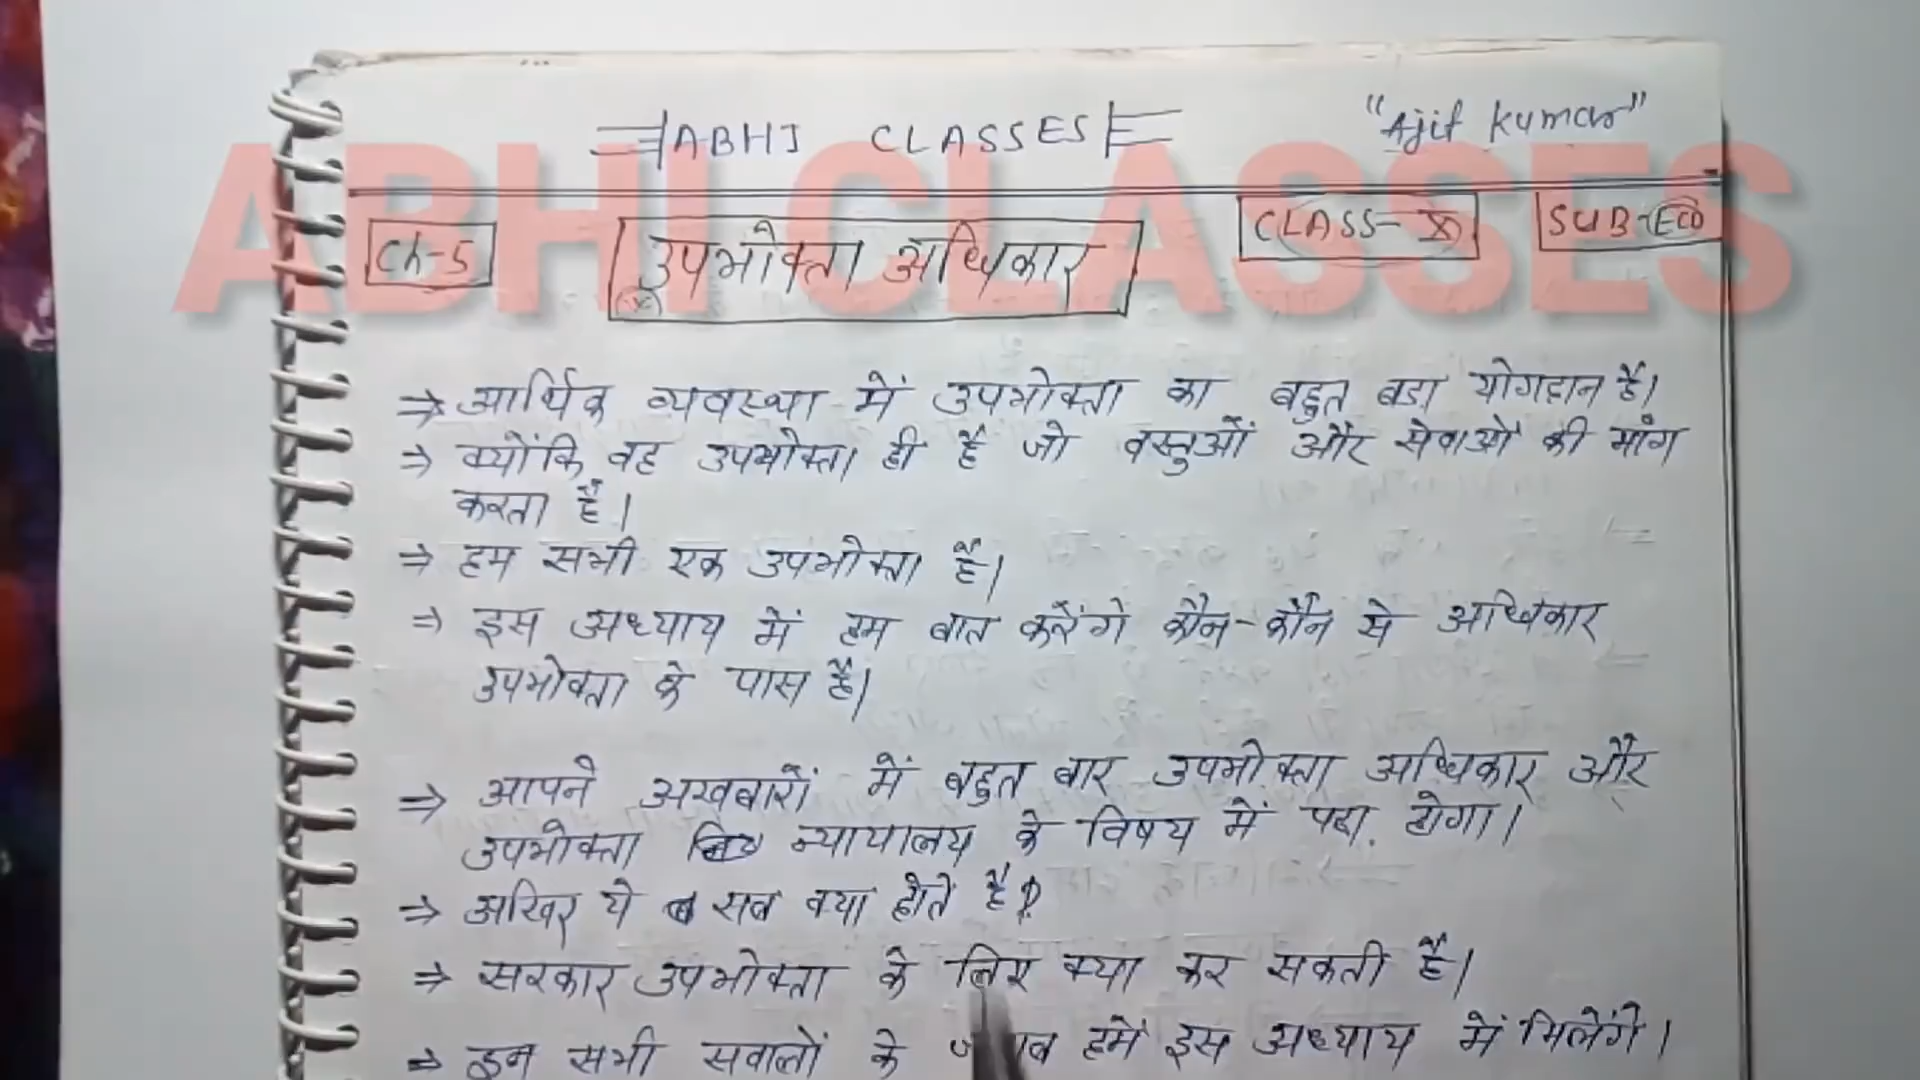 ABHI CLASSES
"Ajit Kumar"
ABHI CLASSES
Ch-5
उपभोक्ता अधिकार
CLASS-X
SUB-ECO
⇒ आर्थिक व्यवस्था में उपभोक्ता का बहुत बडा योगदान है।
⇒ क्योंकि वह उपभोक्ता ही है जो वस्तुओं और सेवाओं की मांग
करता है।
⇒ हम सभी एक उपभोक्ता है।
⇒ इस अध्याय में हम बात करेंगे कौन-कौन से अधिकार
उपभोक्ता के पास है।
⇒ आपने अखबारों में बहुत बार उपभोक्ता अधिकार और
उपभोक्ता न्यायालय के विषय में पढा होगा।
⇒ अखिर ये सब क्या होते है?
⇒ सरकार उपभोक्ता के लिए क्या कर सकती है।
⇒ इन सभी सवालों के हमें इस अध्याय में मिलेंगे।